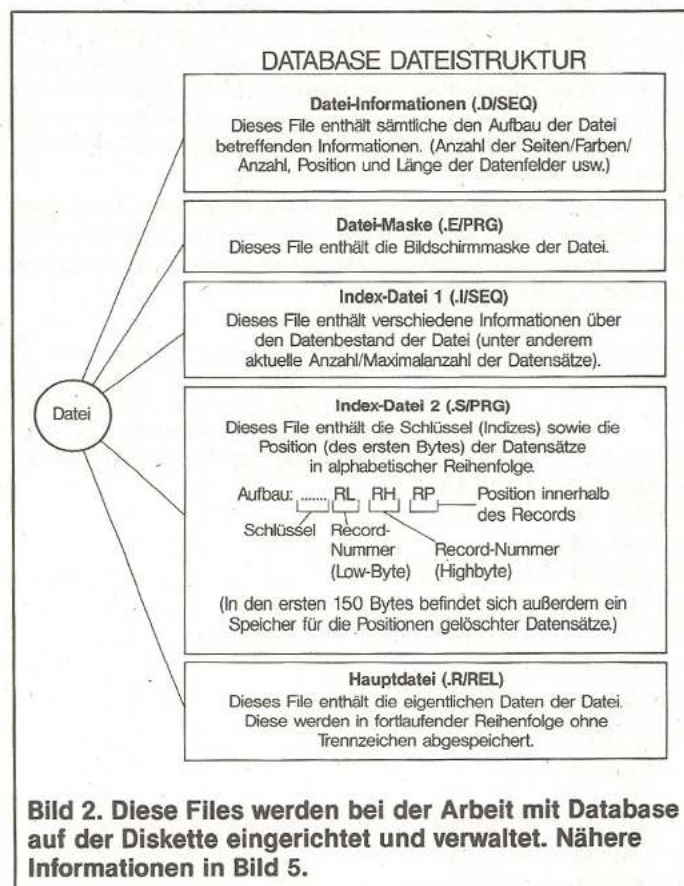 DATABASE DATEISTRUKTUR
Datei-Informationen (.D/SEQ)
Dieses File enthält sämtliche den Aufbau der Datei
betreffenden Informationen. (Anzahl der Seiten/Farben/
Anzahl, Position und Länge der Datenfelder usw.)
Datei-Maske (.E/PRG)
Dieses File enthält die Bildschirmmaske der Datei.
Index-Datei 1 (.I/SEQ)
Dieses File enthält verschiedene Informationen über
den Datenbestand der Datei (unter anderem
aktuelle Anzahl/Maximalanzahl der Datensätze).
Datei
Index-Datei 2 (.S/PRG)
Dieses File enthält die Schlüssel (Indizes) sowie die
Position (des ersten Bytes) der Datensätze
in alphabetischer Reihenfolge.
Aufbau: ....... RL RH RP Position innerhalb
des Records
Schlüssel Record-
Nummer
(Low-Byte)
Record-Nummer
(Highbyte)
(In den ersten 150 Bytes befindet sich außerdem ein
Speicher für die Positionen gelöschter Datensätze.)
Hauptdatei (.R/REL)
Dieses File enthält die eigentlichen Daten der Datei.
Diese werden in fortlaufender Reihenfolge ohne
Trennzeichen abgespeichert.
Bild 2. Diese Files werden bei der Arbeit mit Database
auf der Diskette eingerichtet und verwaltet. Nähere
Informationen in Bild 5.